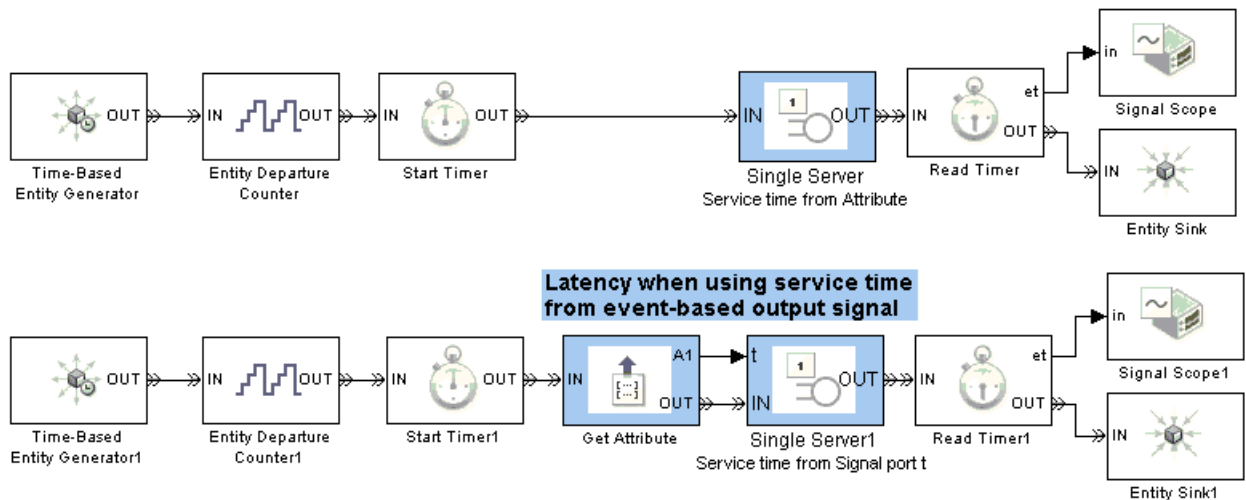 in
Signal Scope
OUT
IN
OUT
IN
OUT
IN
1
OUT
IN
et
OUT
IN
Time-Based
Entity Generator
Entity Departure
Counter
Start Timer
Single Server
Service time from Attribute
Read Timer
Entity Sink
Latency when using service time
from event-based output signal
in
Signal Scope1
OUT
IN
OUT
IN
OUT
IN
[...]
A1
OUT
t
IN
1
OUT
IN
et
OUT
IN
Time-Based
Entity Generator1
Entity Departure
Counter1
Start Timer1
Get Attribute
Single Server1
Service time from Signal port t
Read Timer1
Entity Sink1